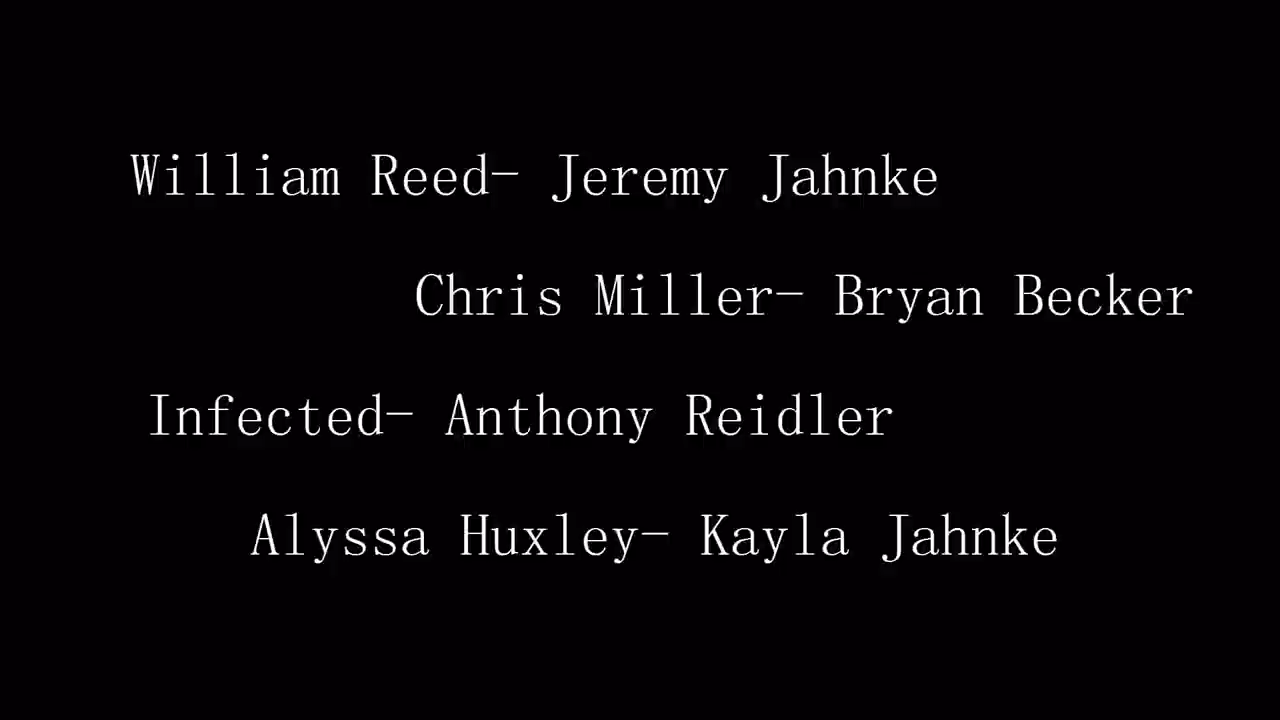 William Reed- Jeremy Jahnke
Chris Miller- Bryan Becker
Infected- Anthony Reidler
Alyssa Huxley- Kayla Jahnke